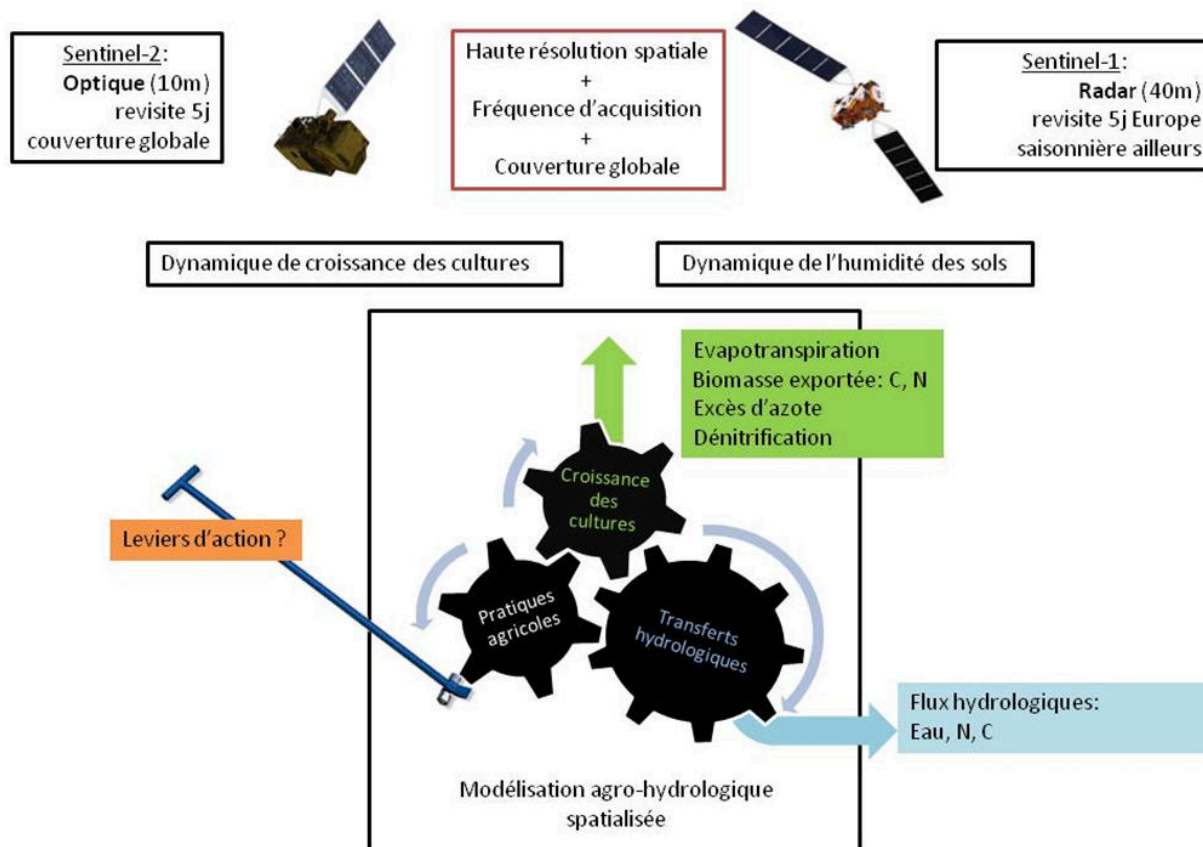 Sentinel-2:
Optique (10m)
revisite 5j
couverture globale
Haute résolution spatiale
+
Fréquence d'acquisition
+
Couverture globale
Sentinel-1:
Radar (40m)
revisite 5j Europe
saisonnière ailleurs
Dynamique de croissance des cultures
Dynamique de l'humidité des sols
Evapotranspiration
Biomasse exportée: C, N
Excès d'azote
Dénitrification
Croissance
des
cultures
Leviers d'action ?
Pratiques
agricoles
Transferts
hydrologiques
Flux hydrologiques:
Eau, N, C
Modélisation agro-hydrologique
spatialisée